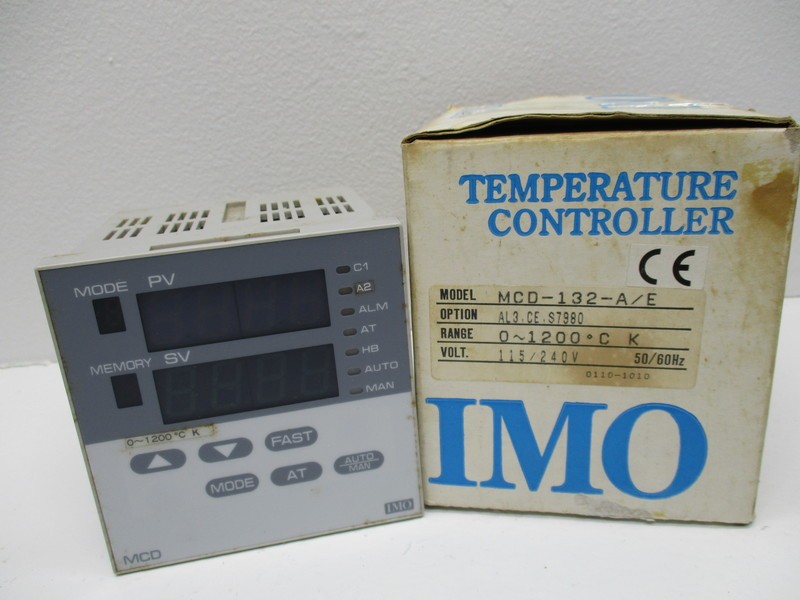 MODE PV
MEMORY SV
C1
A2
ALM
AT
HB
AUTO
MAN
0~1200°C K
FAST
MODE
AT
AUTO
MAN
IMO
MCD
TEMPERATURE
CONTROLLER
CE
MODEL MCD-132-A/E
OPTION AL3.CE.S7980
RANGE 0~1200°C K
VOLT. 115/240V 50/60Hz
0110-1010
IMO